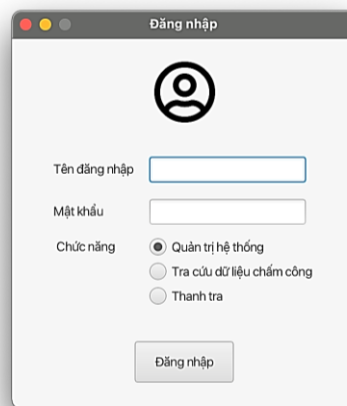 Đăng nhập
Tên đăng nhập
Mật khẩu
Chức năng
Quản trị hệ thống
Tra cứu dữ liệu chấm công
Thanh tra
Đăng nhập